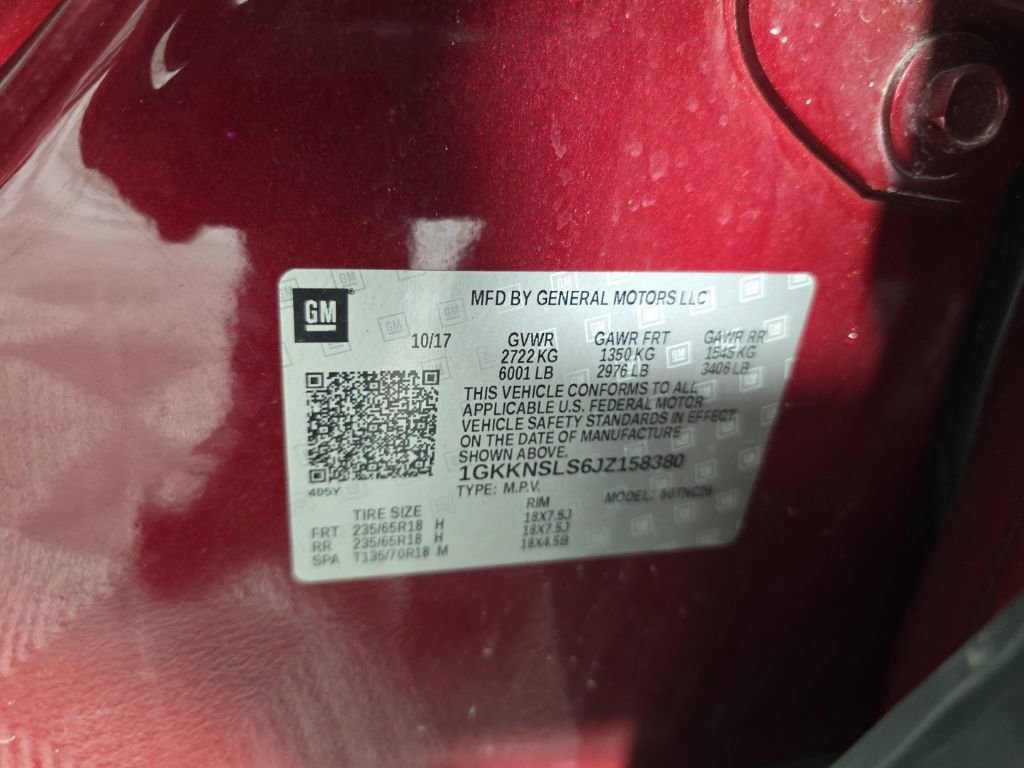 GM
MFD BY GENERAL MOTORS LLC
10/17 GVWR GAWR FRT GAWR RR
2722 KG 1350 KG 1545 KG
6001 LB 2976 LB 3406 LB
THIS VEHICLE CONFORMS TO ALL
APPLICABLE U.S. FEDERAL MOTOR
VEHICLE SAFETY STANDARDS IN EFFECT
ON THE DATE OF MANUFACTURE
SHOWN ABOVE.
1GKKNSLS6JZ158380
405Y
TYPE: M.P.V. MODEL:
TIRE SIZE RIM
FRT 235/65R18 H 18X7.5J
RR 235/65R18 H 18X7.5J
SPA T135/70R18 M 18X4.5B